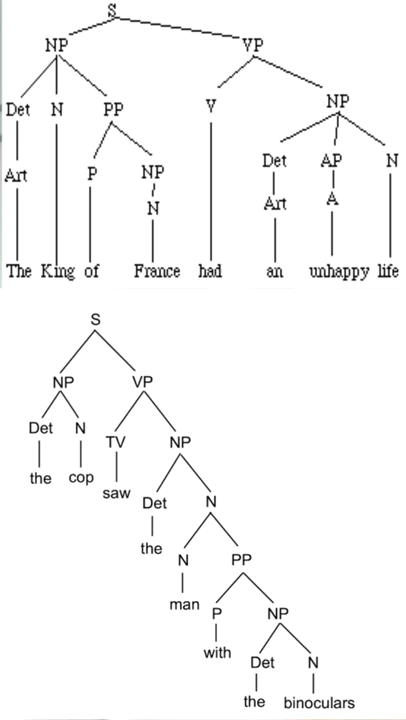 S
NP VP
Det N PP V NP
Art P NP Det AP N
N Art A
The King of France had an unhappy life
S
NP VP
Det N TV NP
the cop saw Det N
the N PP
man P NP
with Det N
the binoculars